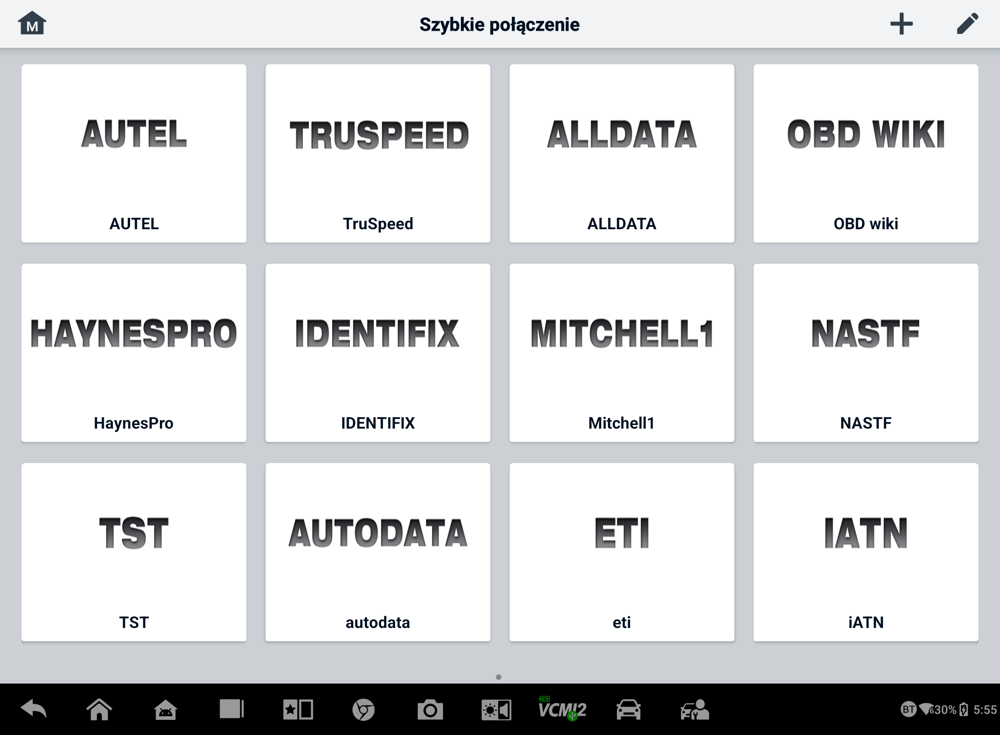 M
Szybkie połączenie
AUTEL
TRUSPEED
ALLDATA
OBD WIKI
AUTEL
TruSpeed
ALLDATA
OBD wiki
HAYNESPRO
IDENTIFIX
MITCHELL1
NASTF
HaynesPro
IDENTIFIX
Mitchell1
NASTF
TST
AUTODATA
ETI
IATN
TST
autodata
eti
iATN
VCMI2
BT 6 30% 5:55